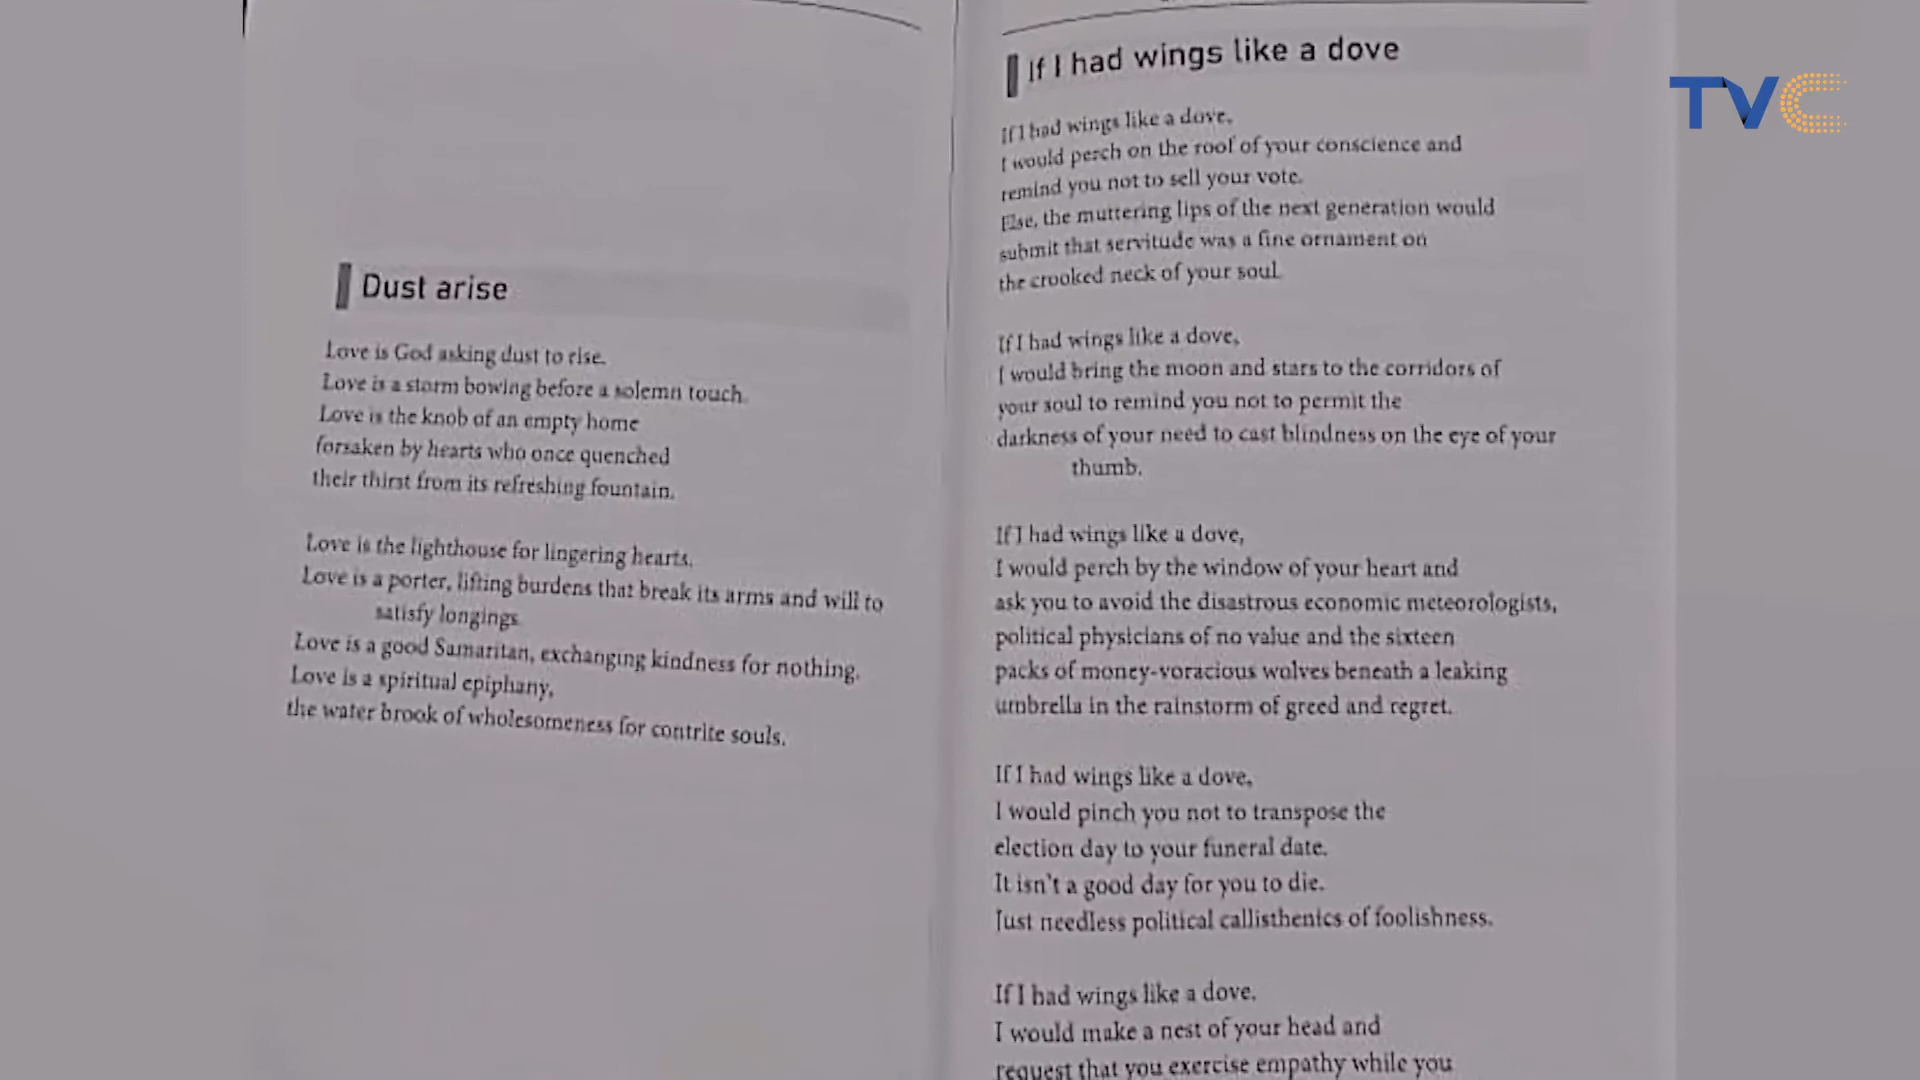 Dust arise
Love is God asking dust to rise.
Love is a storm bowing before a solemn touch.
Love is the knob of an empty home
forsaken by hearts who once quenched
their thirst from its refreshing fountain.
Love is the lighthouse for lingering hearts.
Love is a porter, lifting burdens that break its arms and will to
satisfy longings.
Love is a good Samaritan, exchanging kindness for nothing.
Love is a spiritual epiphany,
the water brook of wholesomeness for contrite souls.
If I had wings like a dove
If I had wings like a dove,
I would perch on the roof of your conscience and
remind you not to sell your vote.
Else, the muttering lips of the next generation would
submit that servitude was a fine ornament on
the crooked neck of your soul.
If I had wings like a dove,
I would bring the moon and stars to the corridors of
your soul to remind you not to permit the
darkness of your need to cast blindness on the eye of your
thumb.
If I had wings like a dove,
I would perch by the window of your heart and
ask you to avoid the disastrous economic meteorologists,
political physicians of no value and the sixteen
packs of money-voracious wolves beneath a leaking
umbrella in the rainstorm of greed and regret.
If I had wings like a dove,
I would pinch you not to transpose the
election day to your funeral date.
It isn't a good day for you to die.
Just needless political callisthenics of foolishness.
If I had wings like a dove,
I would make a nest of your head and
request that you exercise empathy while you
TVC